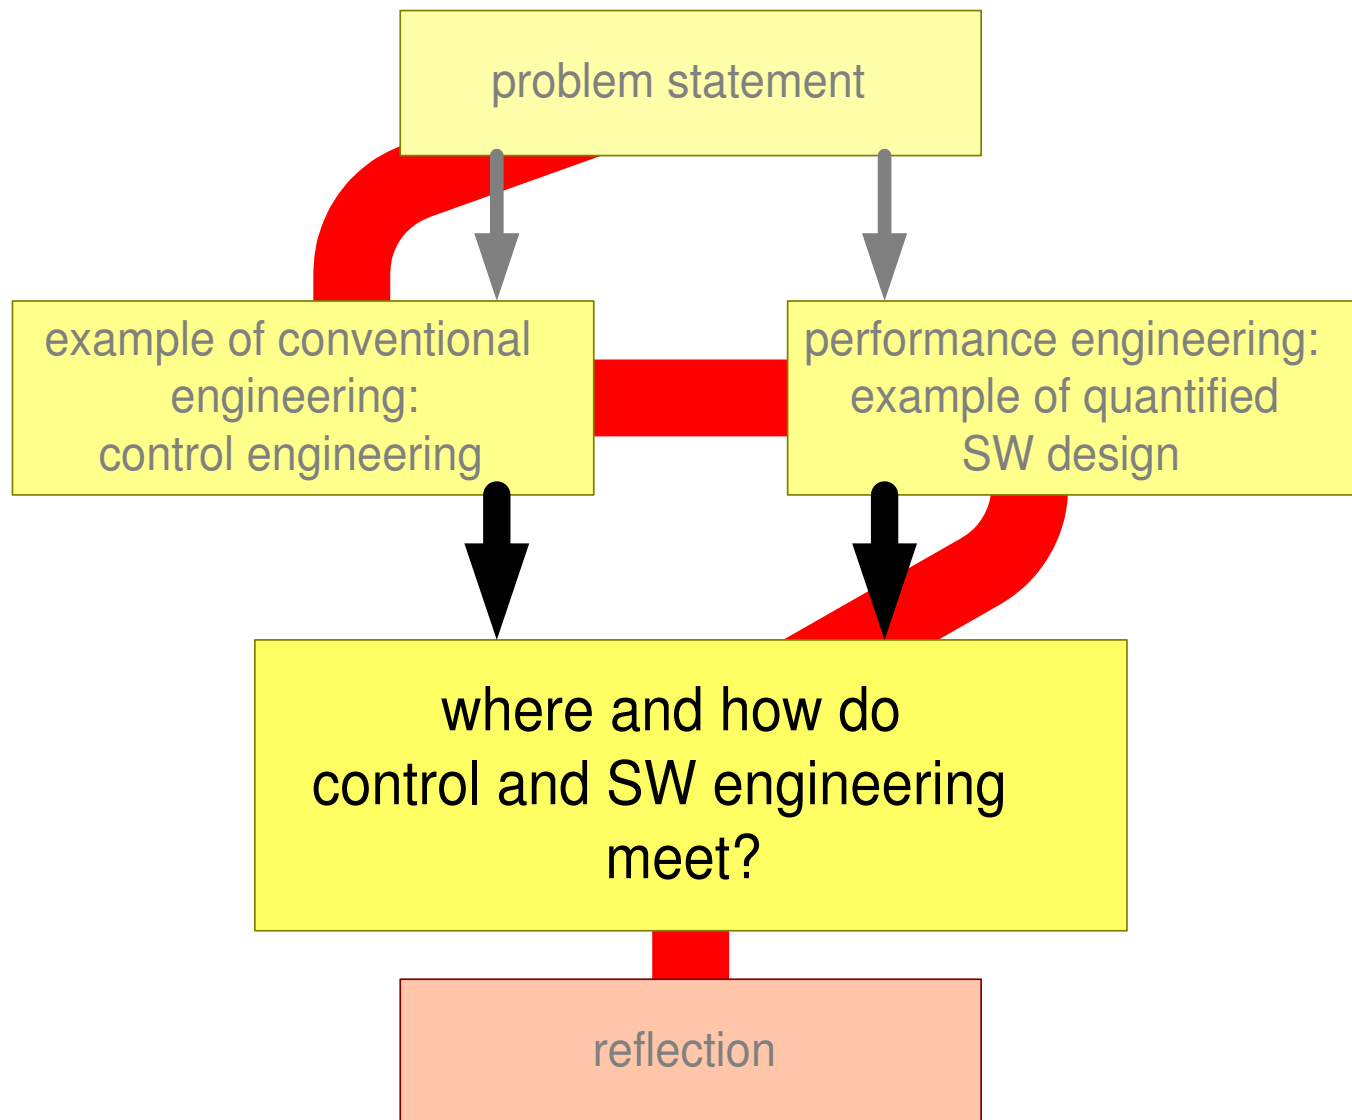 problem statement
example of conventional
engineering:
control engineering
performance engineering:
example of quantified
SW design
where and how do
control and SW engineering
meet?
reflection